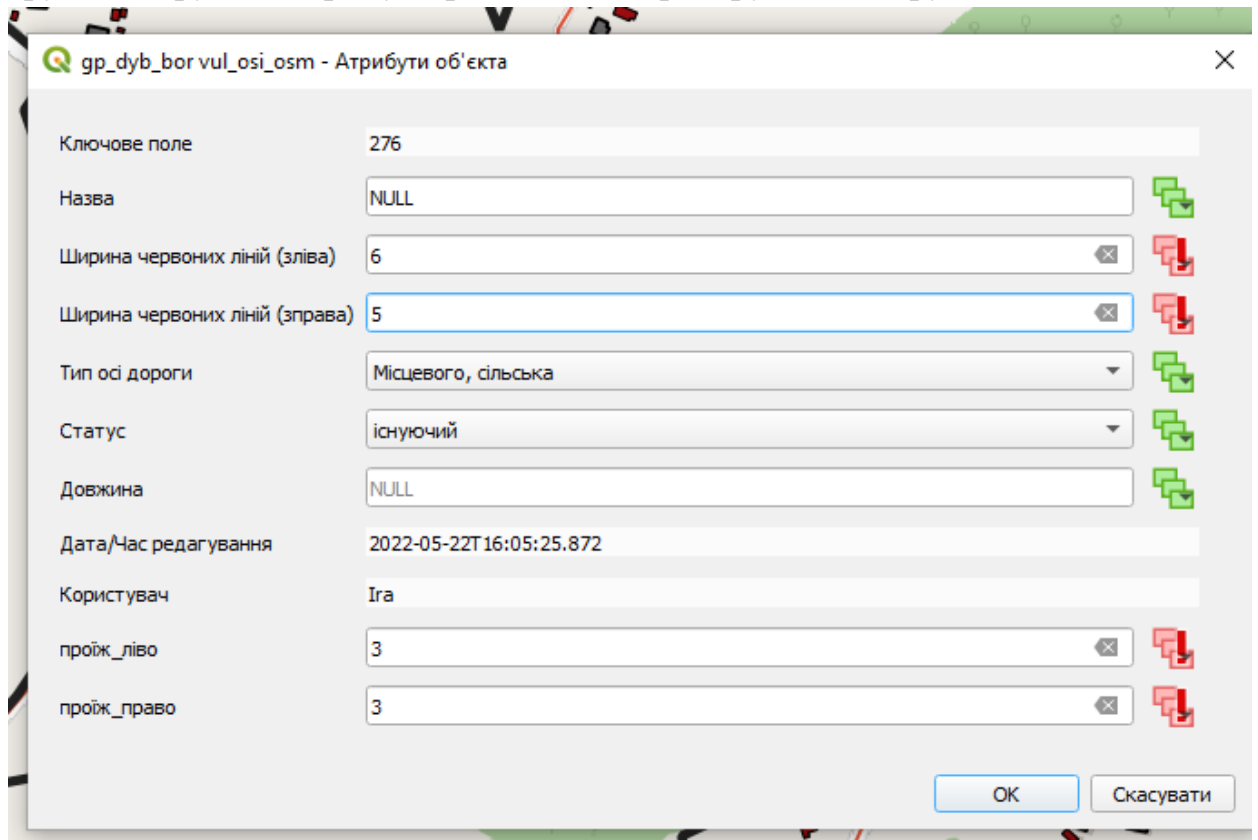 gp_dyb_bor vul_osi_osm - Атрибути об'єкта
Ключове поле 276
Назва NULL
Ширина червоних ліній (зліва) 6
Ширина червоних ліній (зправа) 5
Тип осі дороги Місцевого, сільська
Статус існуючий
Довжина NULL
Дата/Час редагування 2022-05-22T16:05:25.872
Користувач Ira
проїж_ліво 3
проїж_право 3
ОК Скасувати